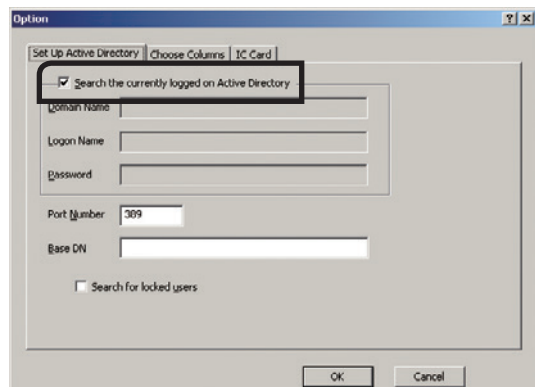 Option
Set Up Active Directory Choose Columns IC Card
Search the currently logged on Active Directory
Domain Name
Logon Name
Password
Port Number 389
Base DN
Search for locked users
OK Cancel